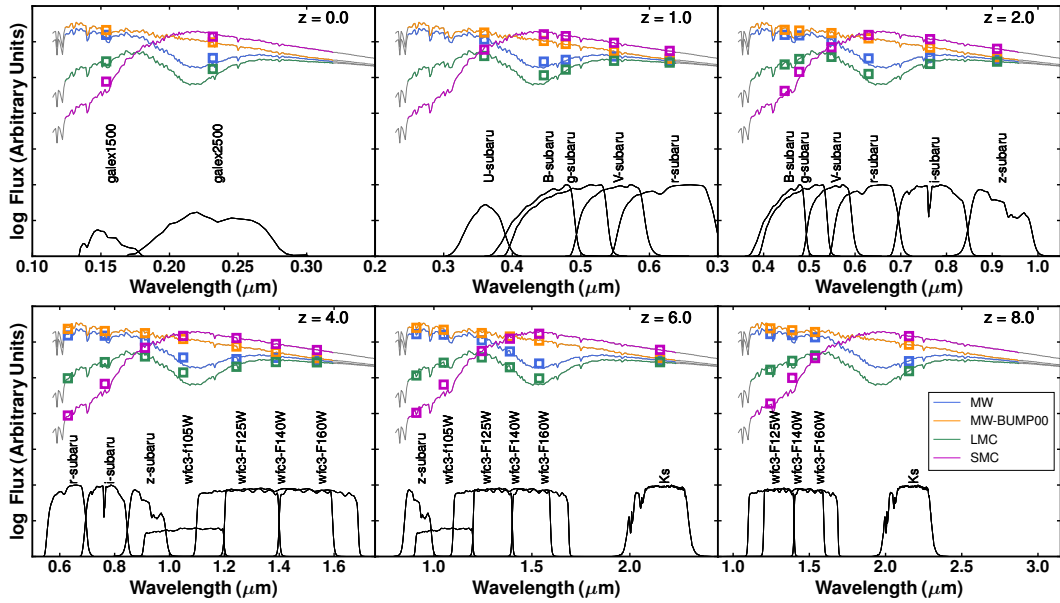 z = 0.0
galex1500
galex2500
0.10
0.15
0.20
0.25
0.30
0.2
Wavelength (μm)
log Flux (Arbitrary Units)
z = 1.0
U-subaru
B-subaru
g-subaru
V-subaru
r-subaru
0.4
0.5
0.6
0.3
Wavelength (μm)
z = 2.0
B-subaru
g-subaru
V-subaru
r-subaru
i-subaru
z-subaru
0.4
0.5
0.6
0.7
0.8
0.9
1.0
Wavelength (μm)
z = 4.0
r-subaru
i-subaru
z-subaru
wfc3-f105W
wfc3-F125W
wfc3-F140W
wfc3-F160W
0.6
0.8
1.0
1.2
1.4
1.6
Wavelength (μm)
log Flux (Arbitrary Units)
z = 6.0
z-subaru
wfc3-f105W
wfc3-F125W
wfc3-F140W
wfc3-F160W
Ks
1.0
1.5
2.0
2.5
Wavelength (μm)
z = 8.0
wfc3-F125W
wfc3-F140W
wfc3-F160W
Ks
MW
MW-BUMP00
LMC
SMC
1.0
1.5
2.0
2.5
3.0
Wavelength (μm)